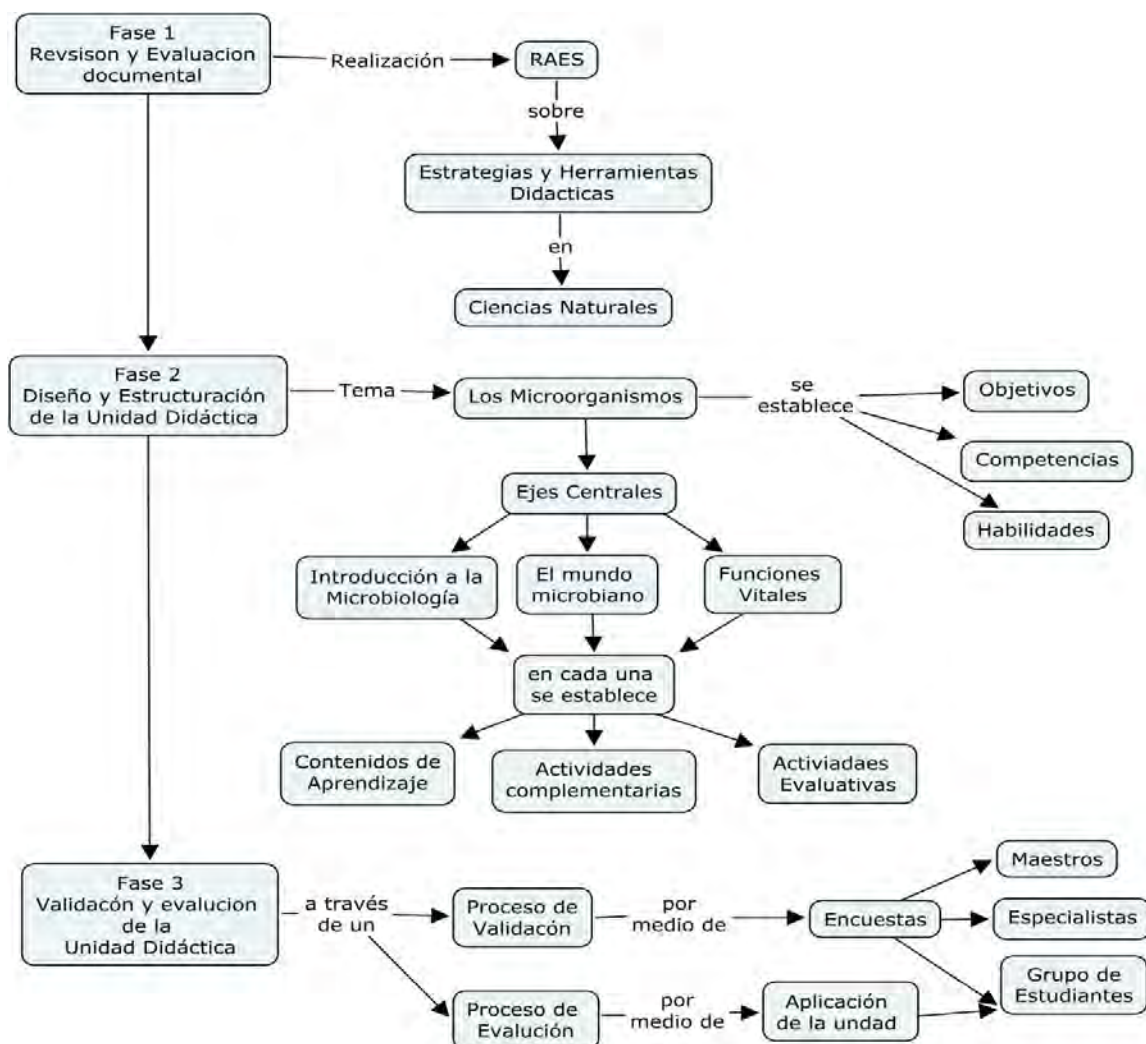 Fase 1
Revsison y Evaluacion
documental
Realización
RAES
sobre
Estrategias y Herramientas
Didacticas
en
Ciencias Naturales
Fase 2
Diseño y Estructuración
de la Unidad Didáctica
Tema
Los Microorganismos
se
establece
Objetivos
Competencias
Habilidades
Ejes Centrales
Introducción a la
Microbiología
El mundo
microbiano
Funciones
Vitales
en cada una
se establece
Contenidos de
Aprendizaje
Actividades
complementarias
Activiadaes
Evaluativas
Fase 3
Validacón y evalucion
de la
Unidad Didáctica
a través
de un
Proceso de
Validacón
por
medio de
Encuestas
Maestros
Especialistas
Grupo de
Estudiantes
Proceso de
Evalución
por
medio de
Aplicación
de la undad